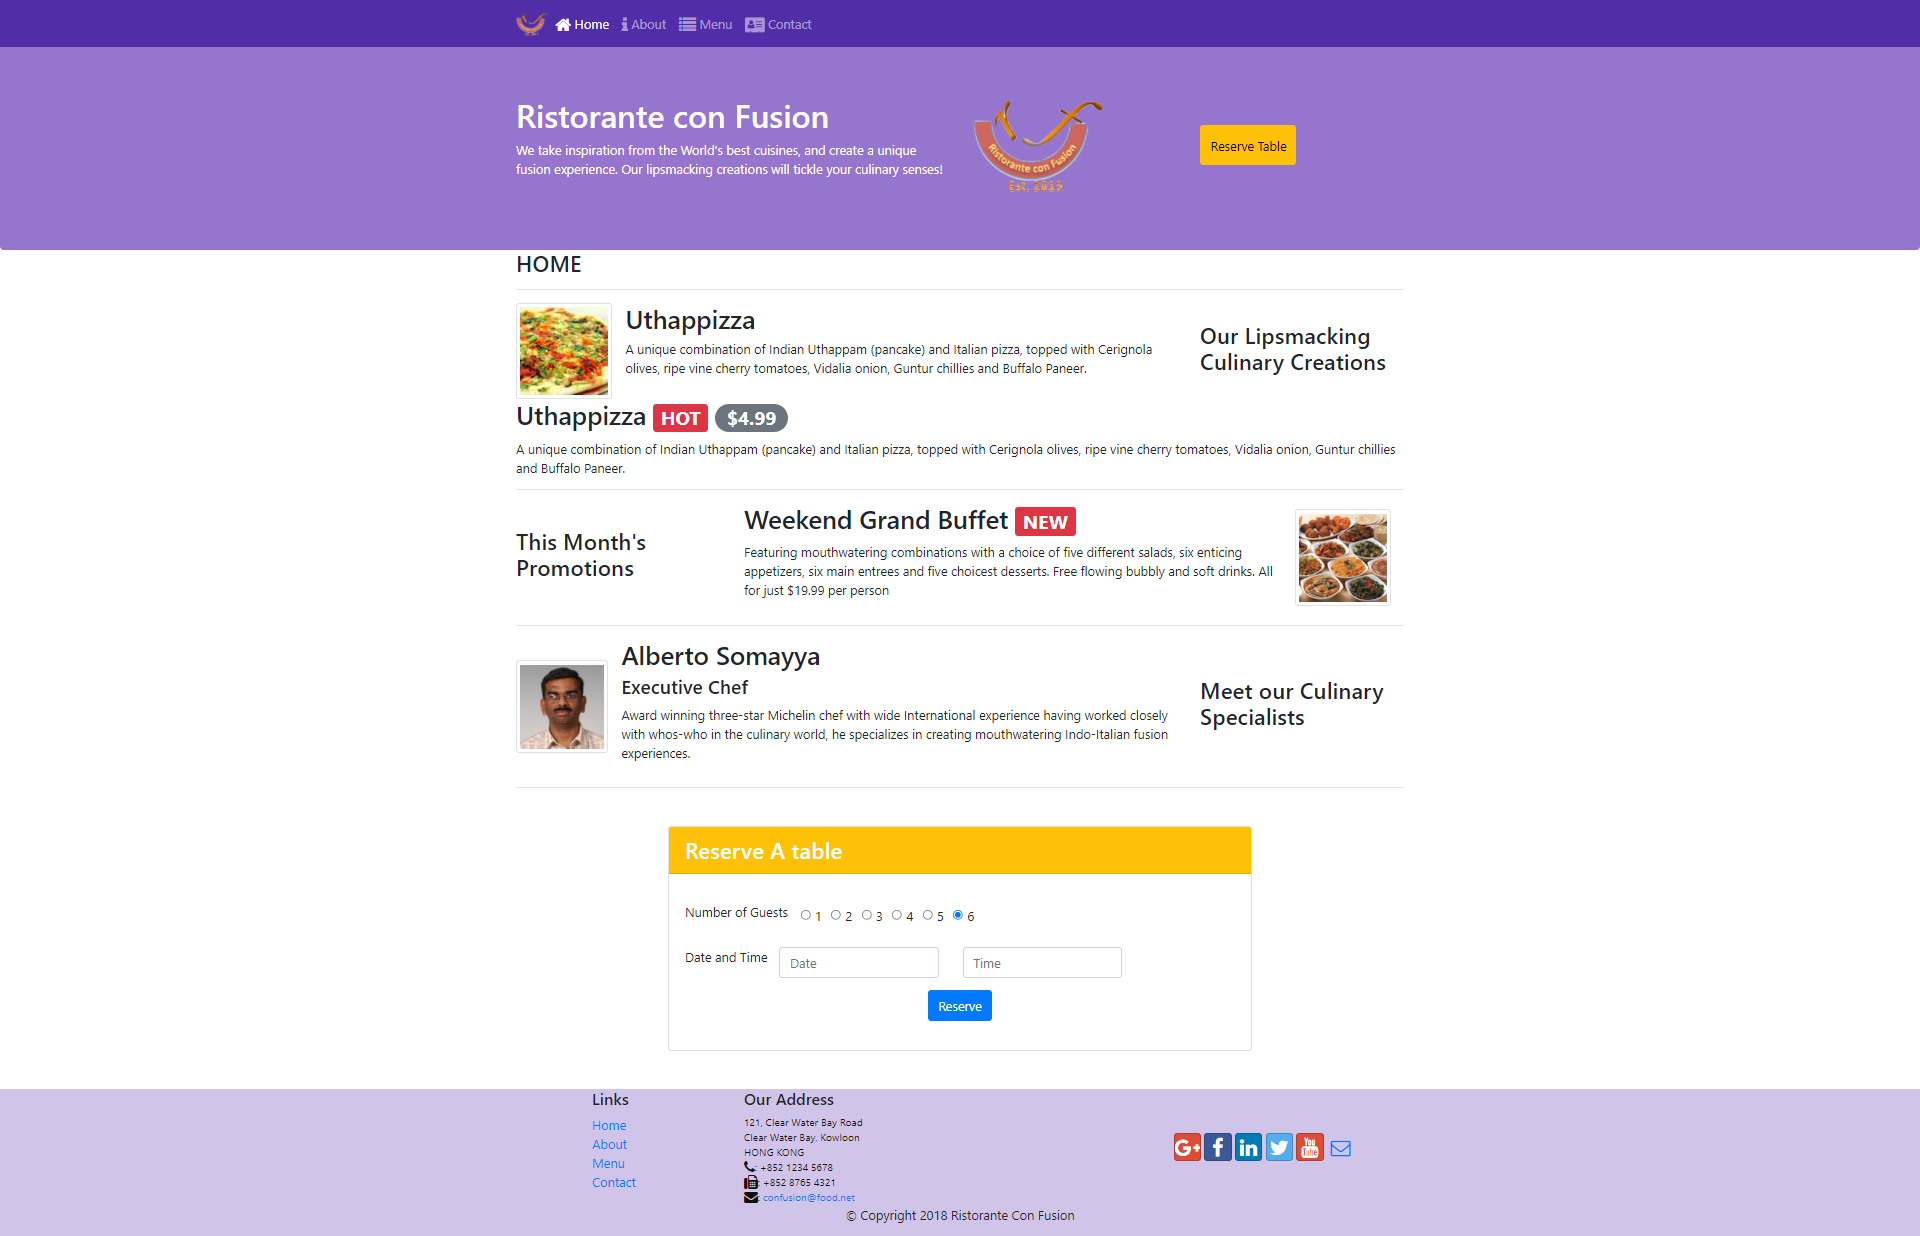 Home About Menu Contact
Ristorante con Fusion
We take inspiration from the World's best cuisines, and create a unique
fusion experience. Our lipsmacking creations will tickle your culinary senses!
Ristorante con Fusion
Est. 2019
Reserve Table
HOME
Uthappizza
A unique combination of Indian Uthappam (pancake) and Italian pizza, topped with Cerignola
olives, ripe vine cherry tomatoes, Vidalia onion, Guntur chillies and Buffalo Paneer.
Our Lipsmacking
Culinary Creations
Uthappizza HOT $4.99
A unique combination of Indian Uthappam (pancake) and Italian pizza, topped with Cerignola olives, ripe vine cherry tomatoes, Vidalia onion, Guntur chillies
and Buffalo Paneer.
This Month's
Promotions
Weekend Grand Buffet NEW
Featuring mouthwatering combinations with a choice of five different salads, six enticing
appetizers, six main entrees and five choicest desserts. Free flowing bubbly and soft drinks. All
for just $19.99 per person
Alberto Somayya
Executive Chef
Award winning three-star Michelin chef with wide International experience having worked closely
with whos-who in the culinary world, he specializes in creating mouthwatering Indo-Italian fusion
experiences.
Meet our Culinary
Specialists
Reserve A table
Number of Guests 1 2 3 4 5 6
Date and Time Date Time
Reserve
Links
Home
About
Menu
Contact
Our Address
121, Clear Water Bay Road
Clear Water Bay, Kowloon
HONG KONG
: +852 1234 5678
: +852 8765 4321
: confusion@food.net
G+ f in You Tube
© Copyright 2018 Ristorante Con Fusion